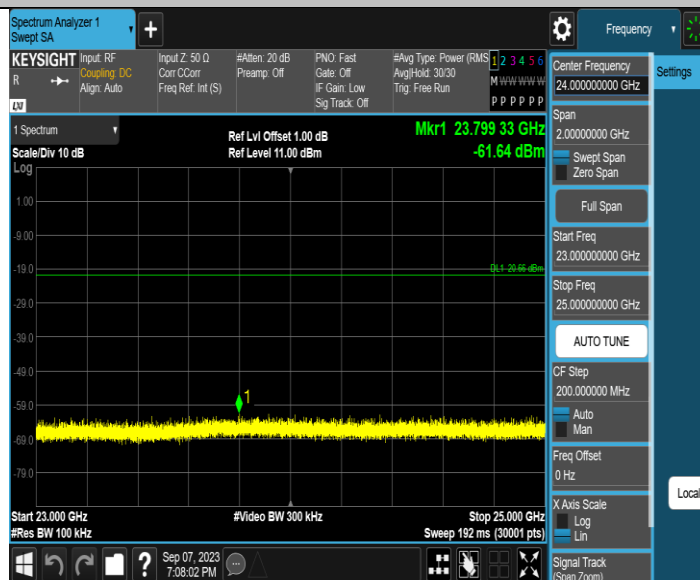 Spectrum Analyzer 1
Swept SA
+
Frequency
KEYSIGHT
R
LXI
Input: RF
Coupling: DC
Align: Auto
Input Z: 50 Ω
Corr CCorr
Freq Ref: Int (S)
#Atten: 20 dB
Preamp: Off
PNO: Fast
Gate: Off
IF Gain: Low
Sig Track: Off
#Avg Type: Power (RMS
Avg|Hold: 30/30
Trig: Free Run
1 2 3 4 5 6
M W W W W W
P P P P P P
1 Spectrum
Scale/Div 10 dB
Log
Ref Lvl Offset 1.00 dB
Ref Level 11.00 dBm
Mkr1 23.799 33 GHz
-61.64 dBm
1.00
-9.00
-19.0
DL1 -20.66 dBm
-29.0
-39.0
-49.0
-59.0
1
-69.0
-79.0
Start 23.000 GHz
#Res BW 100 kHz
#Video BW 300 kHz
Stop 25.000 GHz
Sweep 192 ms (30001 pts)
?
Sep 07, 2023
7:08:02 PM
Center Frequency
24.000000000 GHz
Settings
Span
2.00000000 GHz
Swept Span
Zero Span
Full Span
Start Freq
23.000000000 GHz
Stop Freq
25.000000000 GHz
AUTO TUNE
CF Step
200.000000 MHz
Auto
Man
Freq Offset
0 Hz
X Axis Scale
Log
Lin
Local
Signal Track
(Span Zoom)